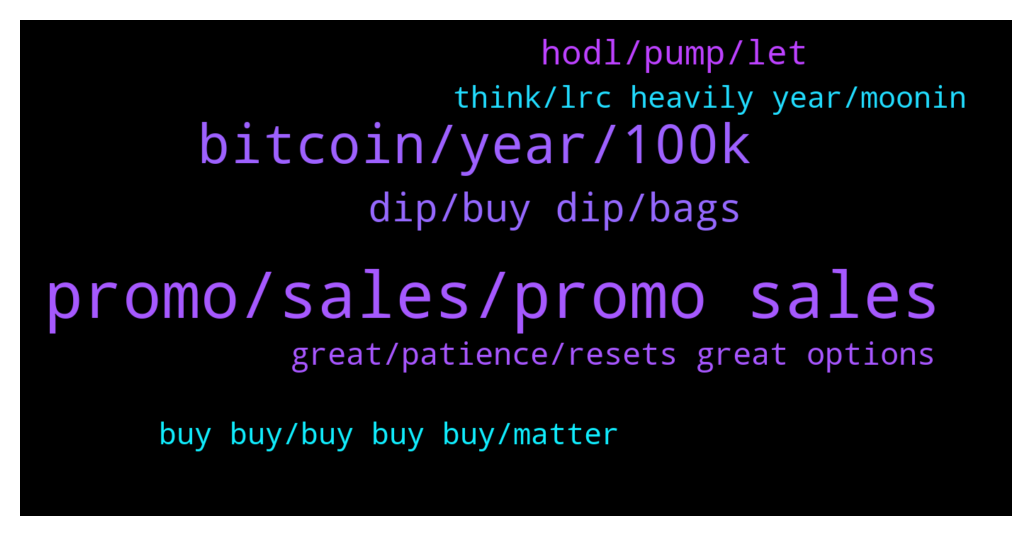 hodl/pump/let
think/lrc heavily year/moonin
bitcoin/year/100k
dip/buy dip/bags
promo/sales/promo sales
great/patience/resets great options
buy buy/buy buy buy/matter